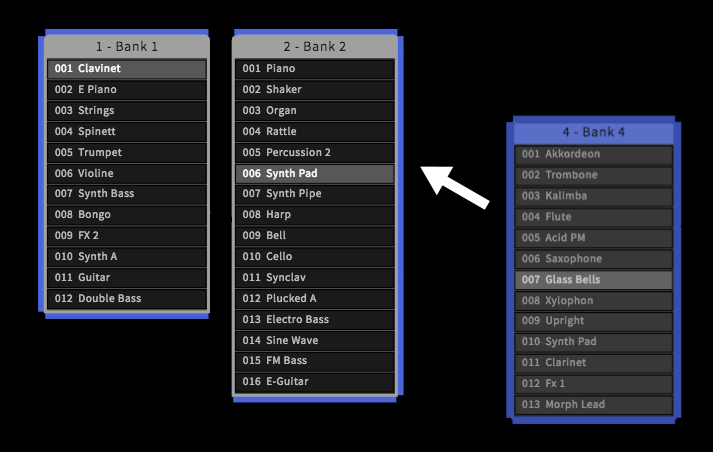 1 - Bank 1
001 Clavinet
002 E Piano
003 Strings
004 Spinett
005 Trumpet
006 Violine
007 Synth Bass
008 Bongo
009 FX 2
010 Synth A
011 Guitar
012 Double Bass
2 - Bank 2
001 Piano
002 Shaker
003 Organ
004 Rattle
005 Percussion 2
006 Synth Pad
007 Synth Pipe
008 Harp
009 Bell
010 Cello
011 Synclav
012 Plucked A
013 Electro Bass
014 Sine Wave
015 FM Bass
016 E-Guitar
4 - Bank 4
001 Akkordeon
002 Trombone
003 Kalimba
004 Flute
005 Acid PM
006 Saxophone
007 Glass Bells
008 Xylophon
009 Upright
010 Synth Pad
011 Clarinet
012 Fx 1
013 Morph Lead